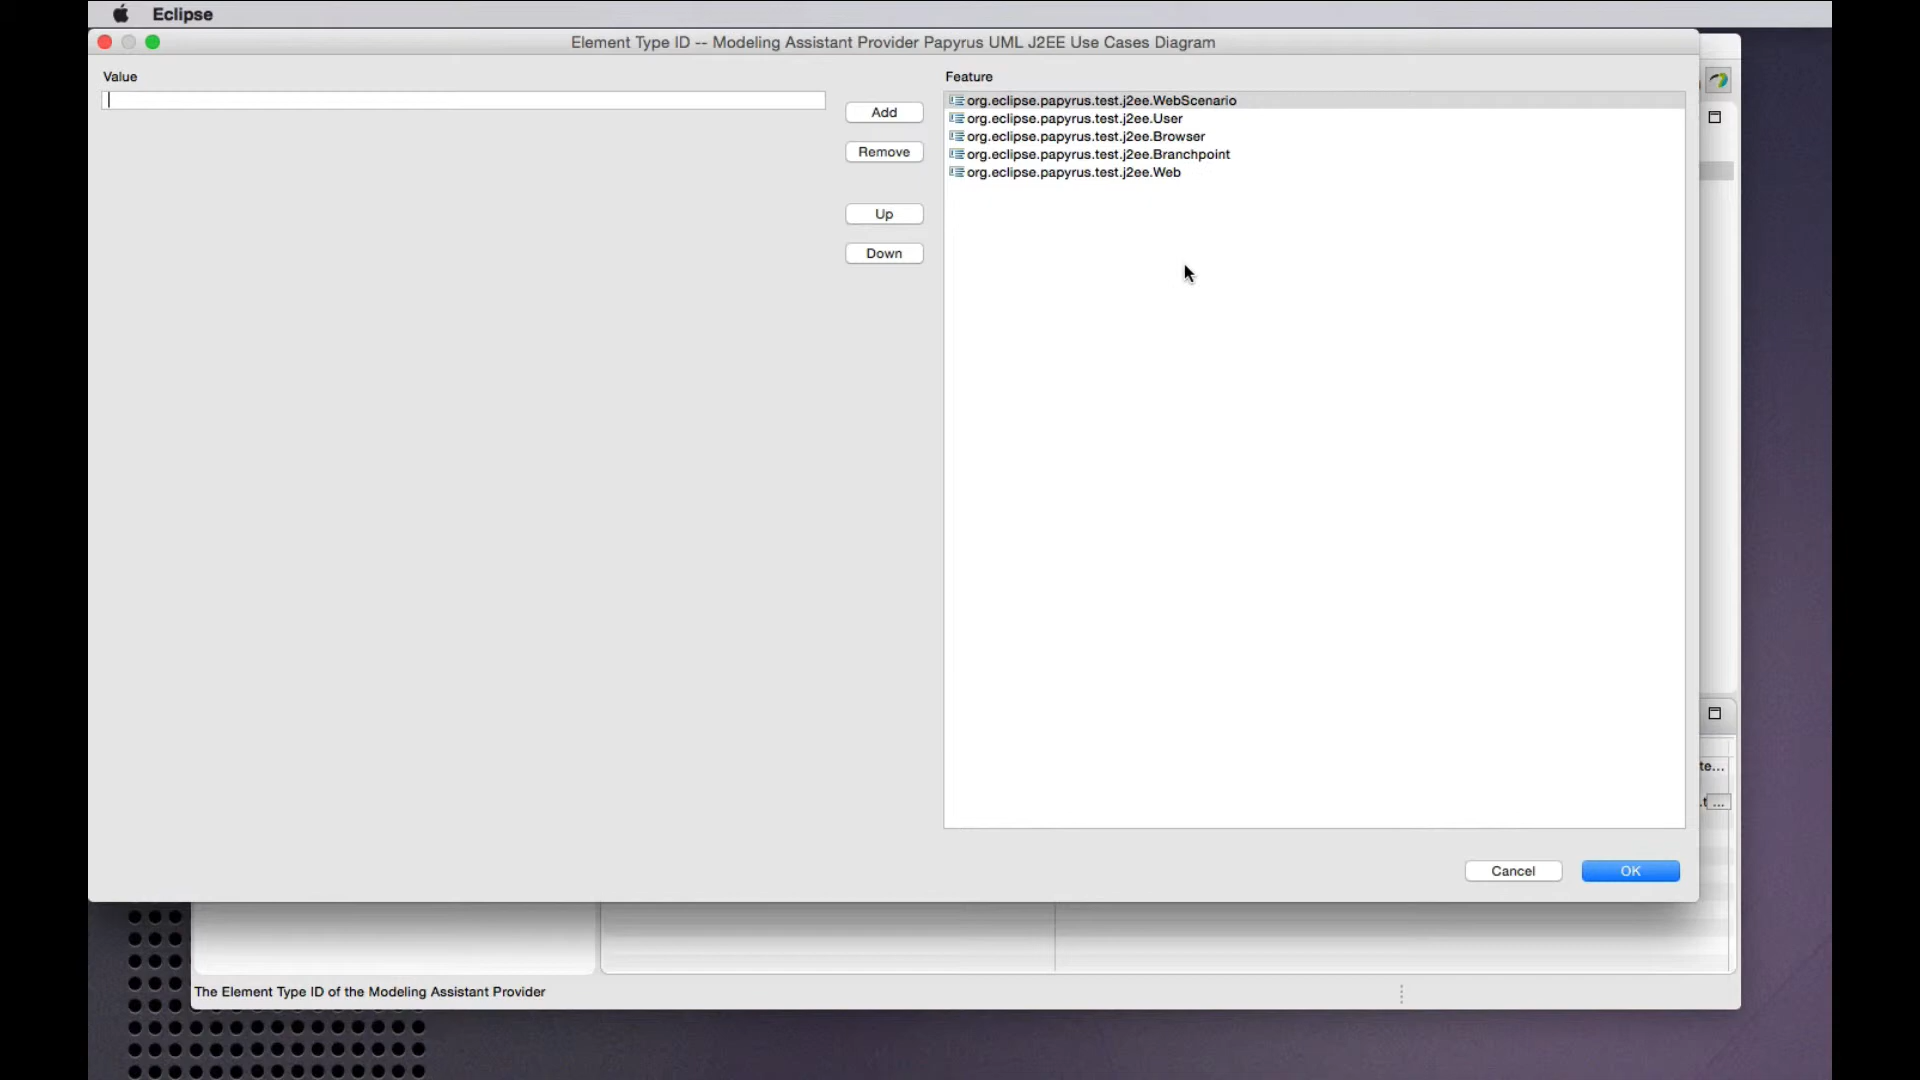 Eclipse
Element Type ID -- Modeling Assistant Provider Papyrus UML J2EE Use Cases Diagram
Value
Feature
Add
Remove
Up
Down
org.eclipse.papyrus.test.j2ee.WebScenario
org.eclipse.papyrus.test.j2ee.User
org.eclipse.papyrus.test.j2ee.Browser
org.eclipse.papyrus.test.j2ee.Branchpoint
org.eclipse.papyrus.test.j2ee.Web
te...
.t ...
Cancel
OK
The Element Type ID of the Modeling Assistant Provider